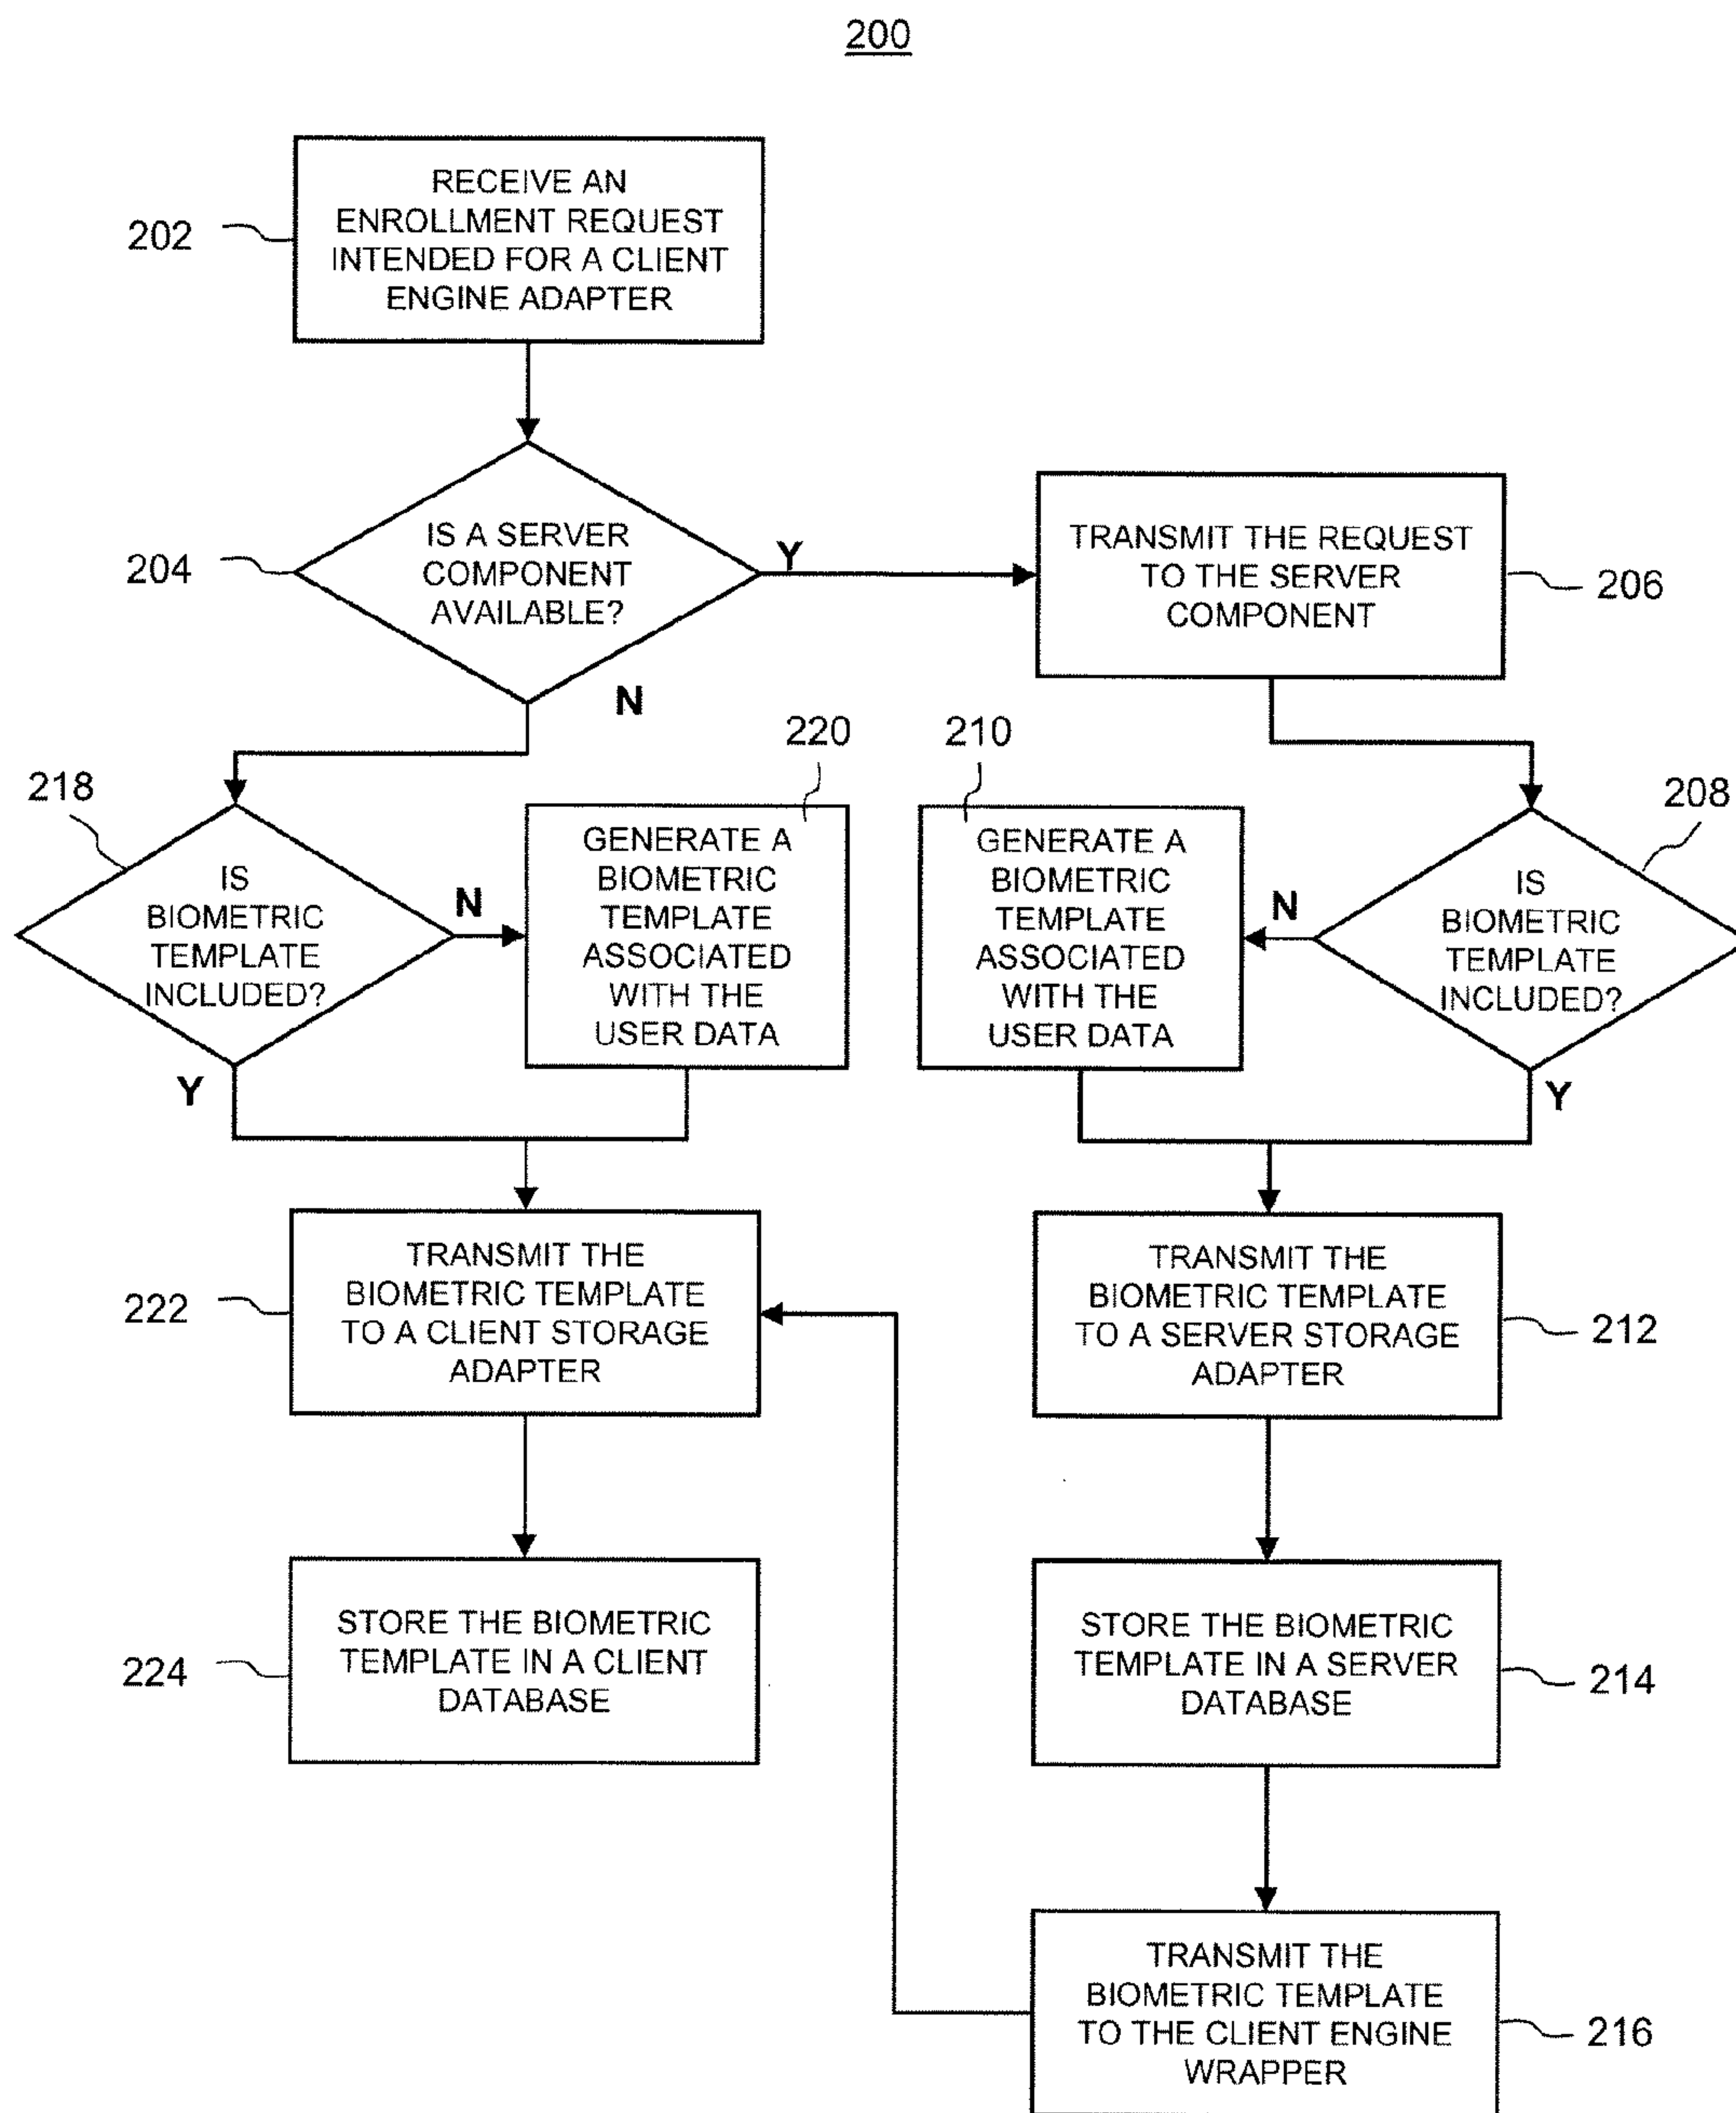 200
RECEIVE AN
ENROLLMENT REQUEST
INTENDED FOR A CLIENT
ENGINE ADAPTER
202
IS A SERVER
COMPONENT
AVAILABLE?
204
Y
N
TRANSMIT THE REQUEST
TO THE SERVER
COMPONENT
206
218
IS
BIOMETRIC
TEMPLATE
INCLUDED?
N
Y
220
GENERATE A
BIOMETRIC
TEMPLATE
ASSOCIATED
WITH THE
USER DATA
210
GENERATE A
BIOMETRIC
TEMPLATE
ASSOCIATED
WITH THE
USER DATA
208
IS
BIOMETRIC
TEMPLATE
INCLUDED?
N
Y
222
TRANSMIT THE
BIOMETRIC TEMPLATE
TO A CLIENT STORAGE
ADAPTER
TRANSMIT THE
BIOMETRIC TEMPLATE
TO A SERVER STORAGE
ADAPTER
212
224
STORE THE BIOMETRIC
TEMPLATE IN A CLIENT
DATABASE
STORE THE BIOMETRIC
TEMPLATE IN A SERVER
DATABASE
214
TRANSMIT THE
BIOMETRIC TEMPLATE
TO THE CLIENT ENGINE
WRAPPER
216